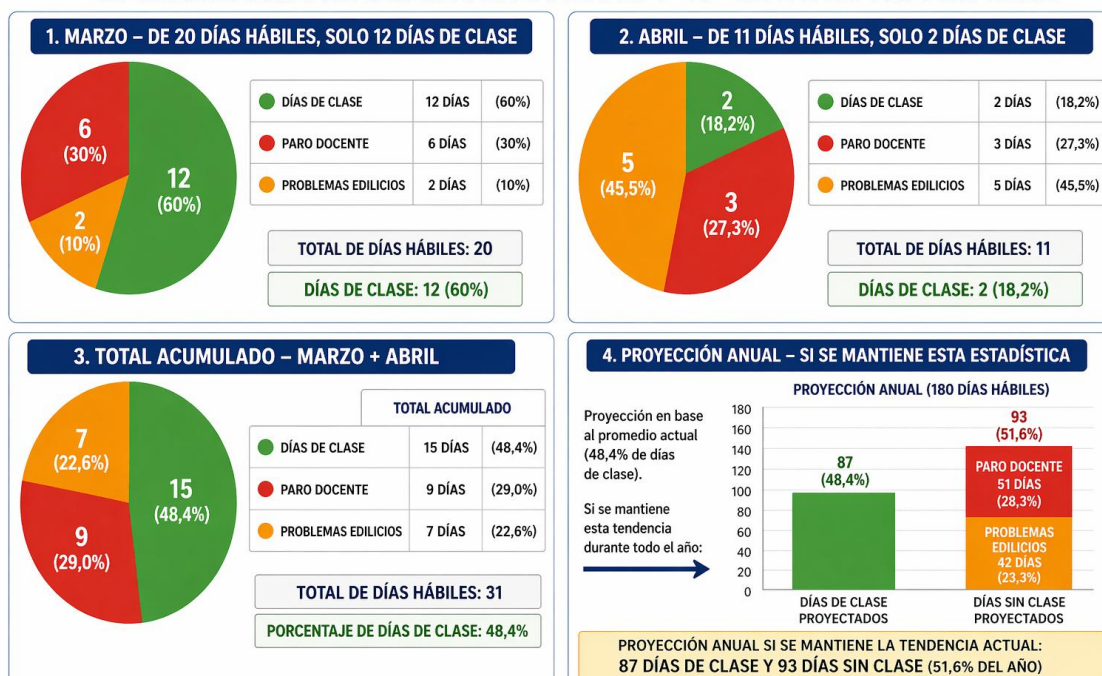 1. MARZO – DE 20 DÍAS HÁBILES, SOLO 12 DÍAS DE CLASE
6
(30%)
12
(60%)
2
(10%)
DÍAS DE CLASE 12 DÍAS (60%)
PARO DOCENTE 6 DÍAS (30%)
PROBLEMAS EDILICIOS 2 DÍAS (10%)
TOTAL DE DÍAS HÁBILES: 20
DÍAS DE CLASE: 12 (60%)
2. ABRIL – DE 11 DÍAS HÁBILES, SOLO 2 DÍAS DE CLASE
2
(18,2%)
5
(45,5%)
3
(27,3%)
DÍAS DE CLASE 2 DÍAS (18,2%)
PARO DOCENTE 3 DÍAS (27,3%)
PROBLEMAS EDILICIOS 5 DÍAS (45,5%)
TOTAL DE DÍAS HÁBILES: 11
DÍAS DE CLASE: 2 (18,2%)
3. TOTAL ACUMULADO – MARZO + ABRIL
7
(22,6%)
15
(48,4%)
9
(29,0%)
TOTAL ACUMULADO
DÍAS DE CLASE 15 DÍAS (48,4%)
PARO DOCENTE 9 DÍAS (29,0%)
PROBLEMAS EDILICIOS 7 DÍAS (22,6%)
TOTAL DE DÍAS HÁBILES: 31
PORCENTAJE DE DÍAS DE CLASE: 48,4%
4. PROYECCIÓN ANUAL – SI SE MANTIENE ESTA ESTADÍSTICA
Proyección en base
al promedio actual
(48,4% de días
de clase).
Si se mantiene
esta tendencia
durante todo el año:
PROYECCIÓN ANUAL (180 DÍAS HÁBILES)
180
160
140
120
100
80
60
40
20
0
87
(48,4%)
93
(51,6%)
PARO DOCENTE
51 DÍAS
(28,3%)
PROBLEMAS
EDILICIOS
42 DÍAS
(23,3%)
DÍAS DE CLASE
PROYECTADOS
DÍAS SIN CLASE
PROYECTADOS
PROYECCIÓN ANUAL SI SE MANTIENE LA TENDENCIA ACTUAL:
87 DÍAS DE CLASE Y 93 DÍAS SIN CLASE (51,6% DEL AÑO)